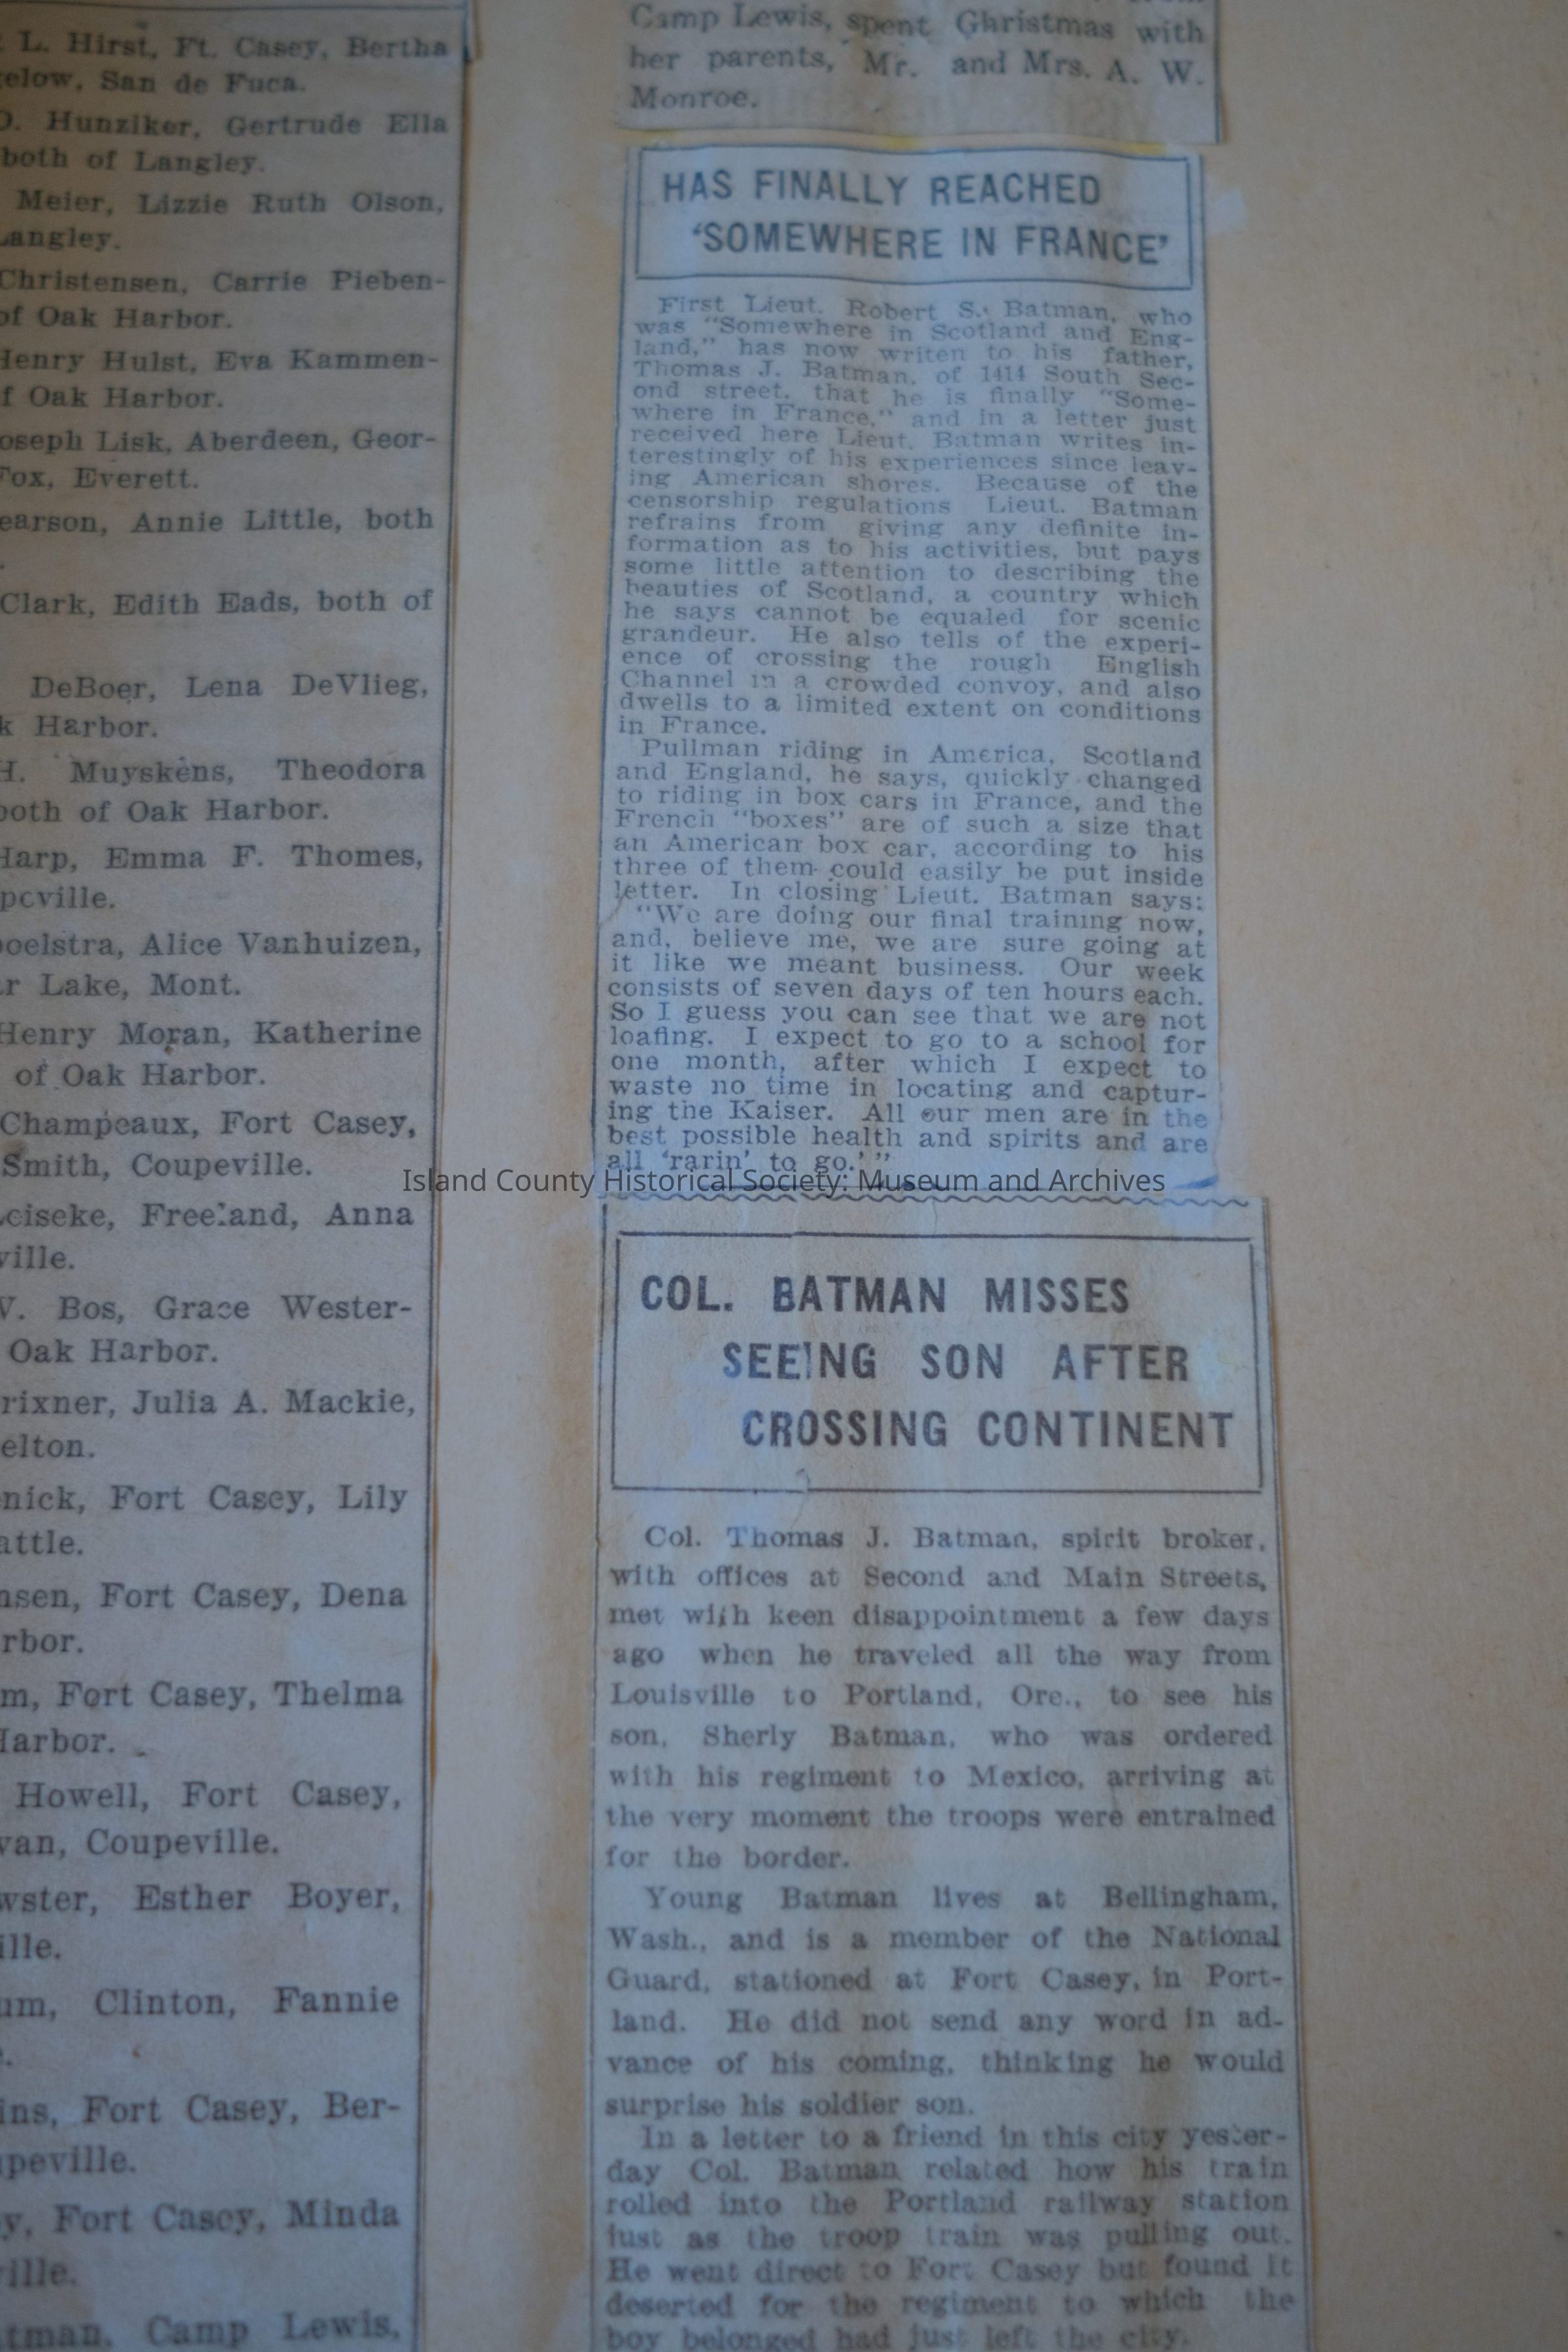 L. Hirst, Ft. Casey, Bertha
elow, San de Fuca.
O. Hunziker, Gertrude Ella
both of Langley.
Meier, Lizzie Ruth Olson,
Langley.
Christensen, Carrie Pieben-
of Oak Harbor.
Henry Hulst, Eva Kammen-
f Oak Harbor.
oseph Lisk, Aberdeen, Geor-
Fox, Everett.
earson, Annie Little, both
Clark, Edith Eads, both of
DeBoer, Lena DeVlieg,
k Harbor.
H. Muyskens, Theodora
both of Oak Harbor.
Harp, Emma F. Thomes,
peville.
oelstra, Alice Vanhuizen,
r Lake, Mont.
Henry Moran, Katherine
of Oak Harbor.
Champeaux, Fort Casey,
Smith, Coupeville.
eiseke, Freeland, Anna
ville.
V. Bos, Grace Wester-
Oak Harbor.
rixner, Julia A. Mackie,
elton.
nick, Fort Casey, Lily
attle.
nsen, Fort Casey, Dena
rbor.
m, Fort Casey, Thelma
Harbor.
Howell, Fort Casey,
van, Coupeville.
wster, Esther Boyer,
ille.
um, Clinton, Fannie
ins, Fort Casey, Ber-
peville.
y, Fort Casey, Minda
ville.
tman, Camp Lewis,
Camp Lewis, spent Christmas with
her parents, Mr. and Mrs. A. W.
Monroe.
HAS FINALLY REACHED
'SOMEWHERE IN FRANCE'
First Lieut. Robert S. Batman, who
was "Somewhere in Scotland and Eng-
land," has now writen to his father,
Thomas J. Batman, of 1414 South Sec-
ond street, that he is finally "Some-
where in France," and in a letter just
received here Lieut. Batman writes in-
terestingly of his experiences since leav-
ing American shores. Because of the
censorship regulations Lieut. Batman
refrains from giving any definite in-
formation as to his activities, but pays
some little attention to describing the
beauties of Scotland, a country which
he says cannot be equaled for scenic
grandeur. He also tells of the experi-
ence of crossing the rough English
Channel in a crowded convoy, and also
dwells to a limited extent on conditions
in France.
Pullman riding in America, Scotland
and England, he says, quickly changed
to riding in box cars in France, and the
French "boxes" are of such a size that
an American box car, according to his
three of them could easily be put inside
letter. In closing Lieut. Batman says:
"We are doing our final training now,
and, believe me, we are sure going at
it like we meant business. Our week
consists of seven days of ten hours each.
So I guess you can see that we are not
loafing. I expect to go to a school for
one month, after which I expect to
waste no time in locating and captur-
ing the Kaiser. All our men are in the
best possible health and spirits and are
all 'rarin' to go.' "
Island County Historical Society: Museum and Archives
COL. BATMAN MISSES
SEEING SON AFTER
CROSSING CONTINENT
Col. Thomas J. Batman, spirit broker,
with offices at Second and Main Streets,
met with keen disappointment a few days
ago when he traveled all the way from
Louisville to Portland, Ore., to see his
son, Sherly Batman, who was ordered
with his regiment to Mexico, arriving at
the very moment the troops were entrained
for the border.
Young Batman lives at Bellingham,
Wash., and is a member of the National
Guard, stationed at Fort Casey, in Port-
land. He did not send any word in ad-
vance of his coming, thinking he would
surprise his soldier son.
In a letter to a friend in this city yester-
day Col. Batman related how his train
rolled into the Portland railway station
just as the troop train was pulling out.
He went direct to Fort Casey but found it
deserted for the regiment to which the
boy belonged had just left the city.